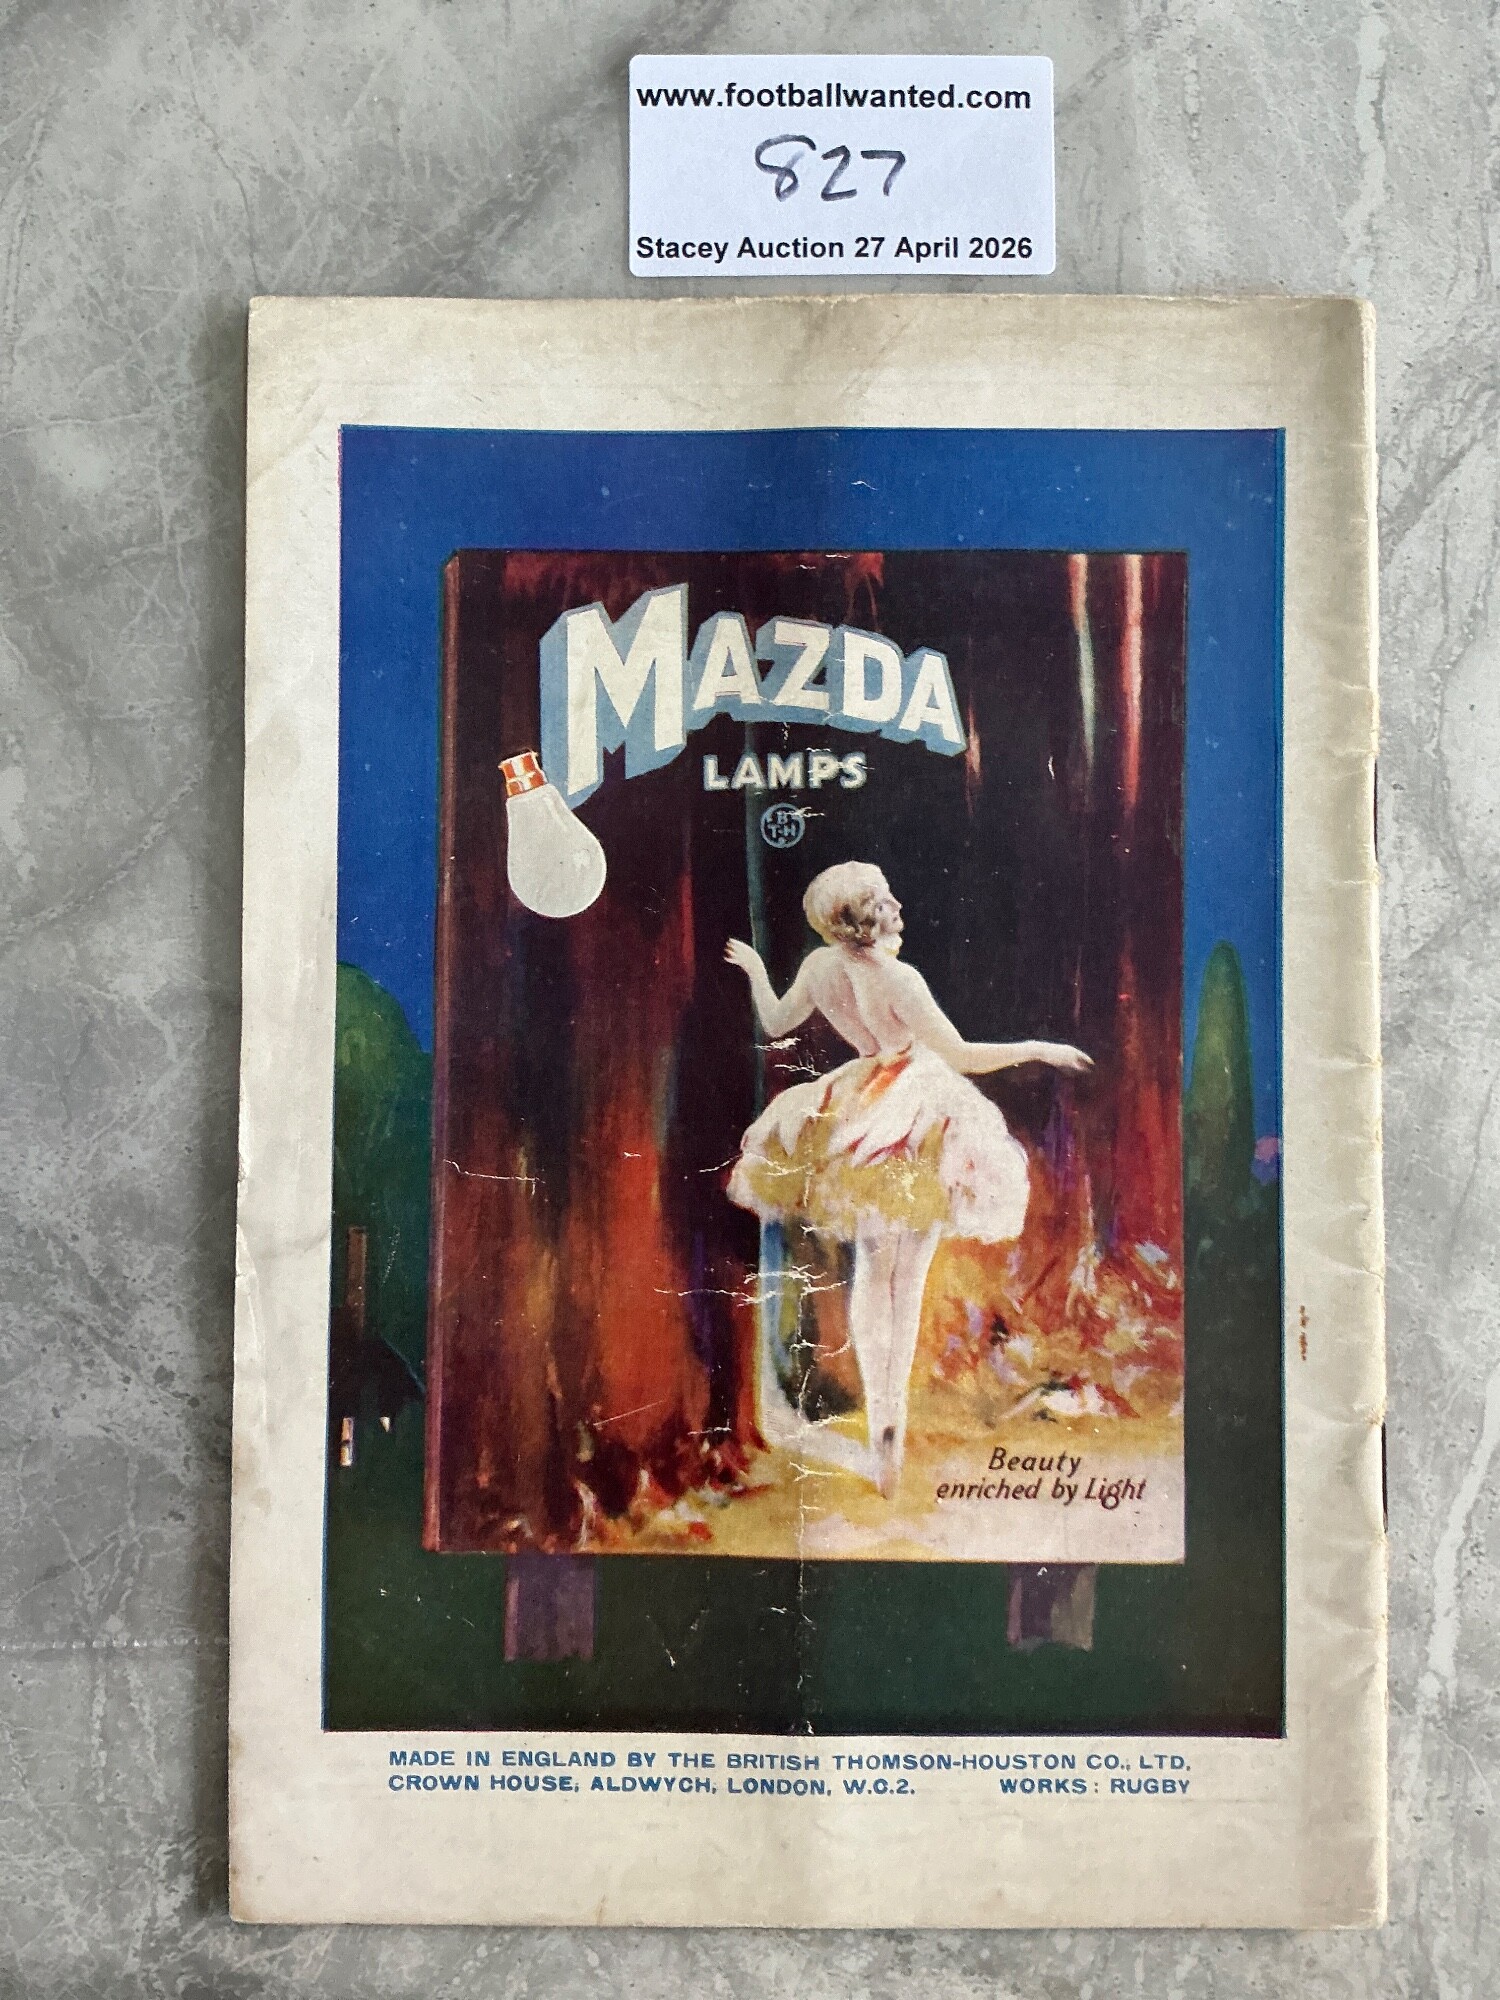 www.footballwanted.com
827
Stacey Auction 27 April 2026
MAZDA
LAMPS
B
T-H
Beauty
enriched by Light
MADE IN ENGLAND BY THE BRITISH THOMSON-HOUSTON CO., LTD.
CROWN HOUSE, ALDWYCH, LONDON, W.C.2. WORKS: RUGBY